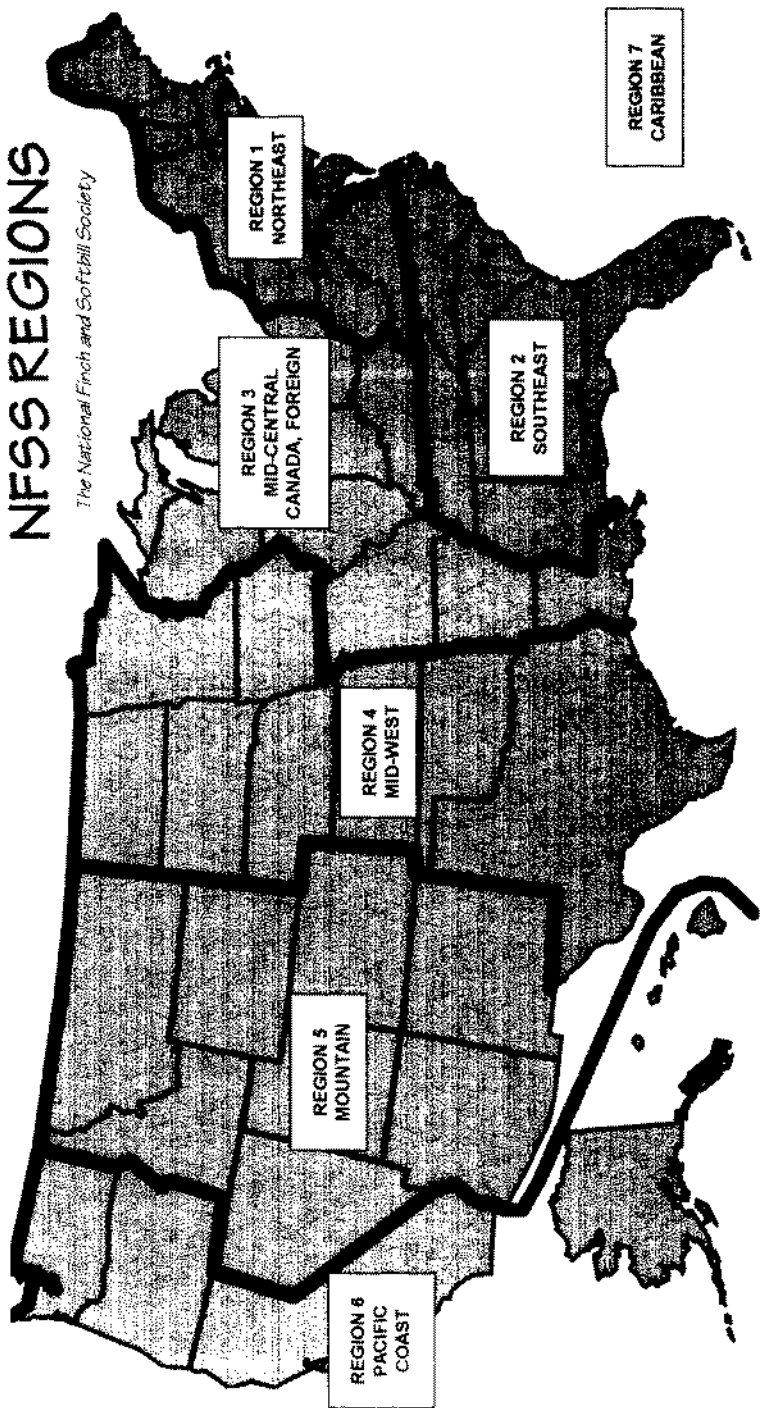 NFSS REGIONS
The National Finch and Softbill Society
REGION 1
NORTHEAST
REGION 3
MID-CENTRAL
CANADA, FOREIGN
REGION 2
SOUTHEAST
REGION 7
CARIBBEAN
REGION 4
MID-WEST
REGION 5
MOUNTAIN
REGION 6
PACIFIC
COAST